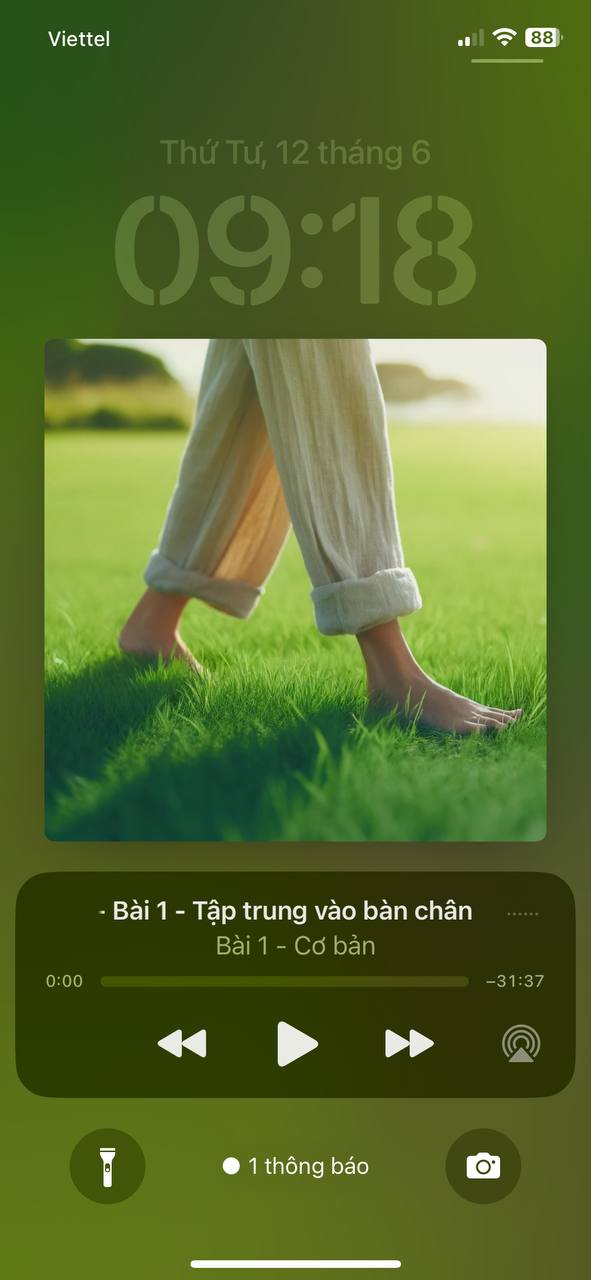 Viettel
88
Thứ Tư, 12 tháng 6
09:18
- Bài 1 - Tập trung vào bàn chân
Bài 1 - Cơ bản
0:00
−31:37
1 thông báo